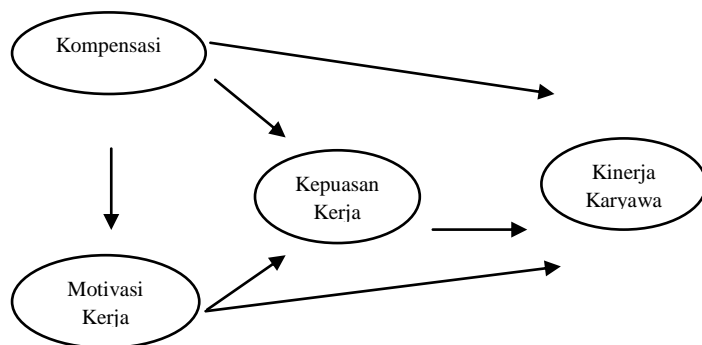 Kompensasi
Kepuasan
Kerja
Kinerja
Karyawa
Motivasi
Kerja